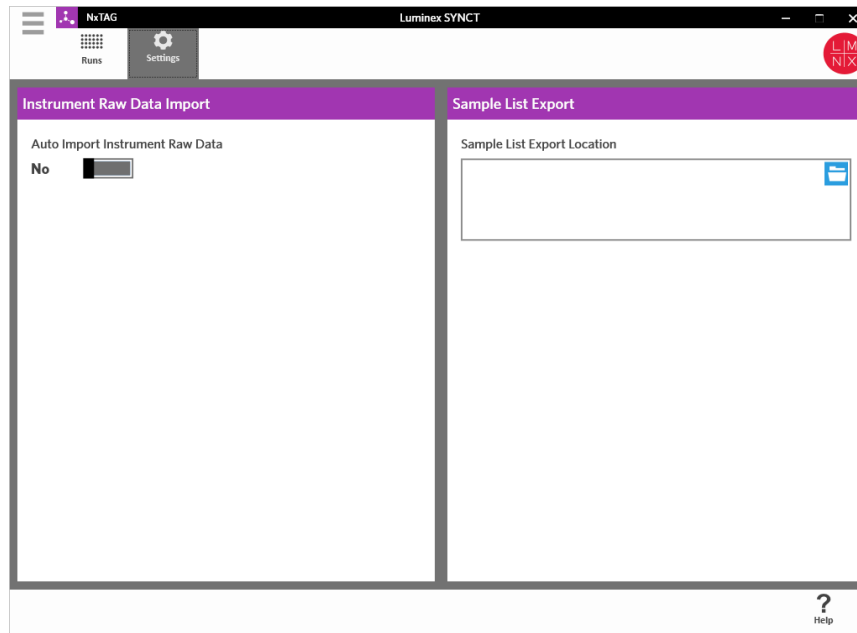 NxTAG
Luminex SYNCT
Runs
Settings
L M
N X
Instrument Raw Data Import
Auto Import Instrument Raw Data
No
Sample List Export
Sample List Export Location
?
Help